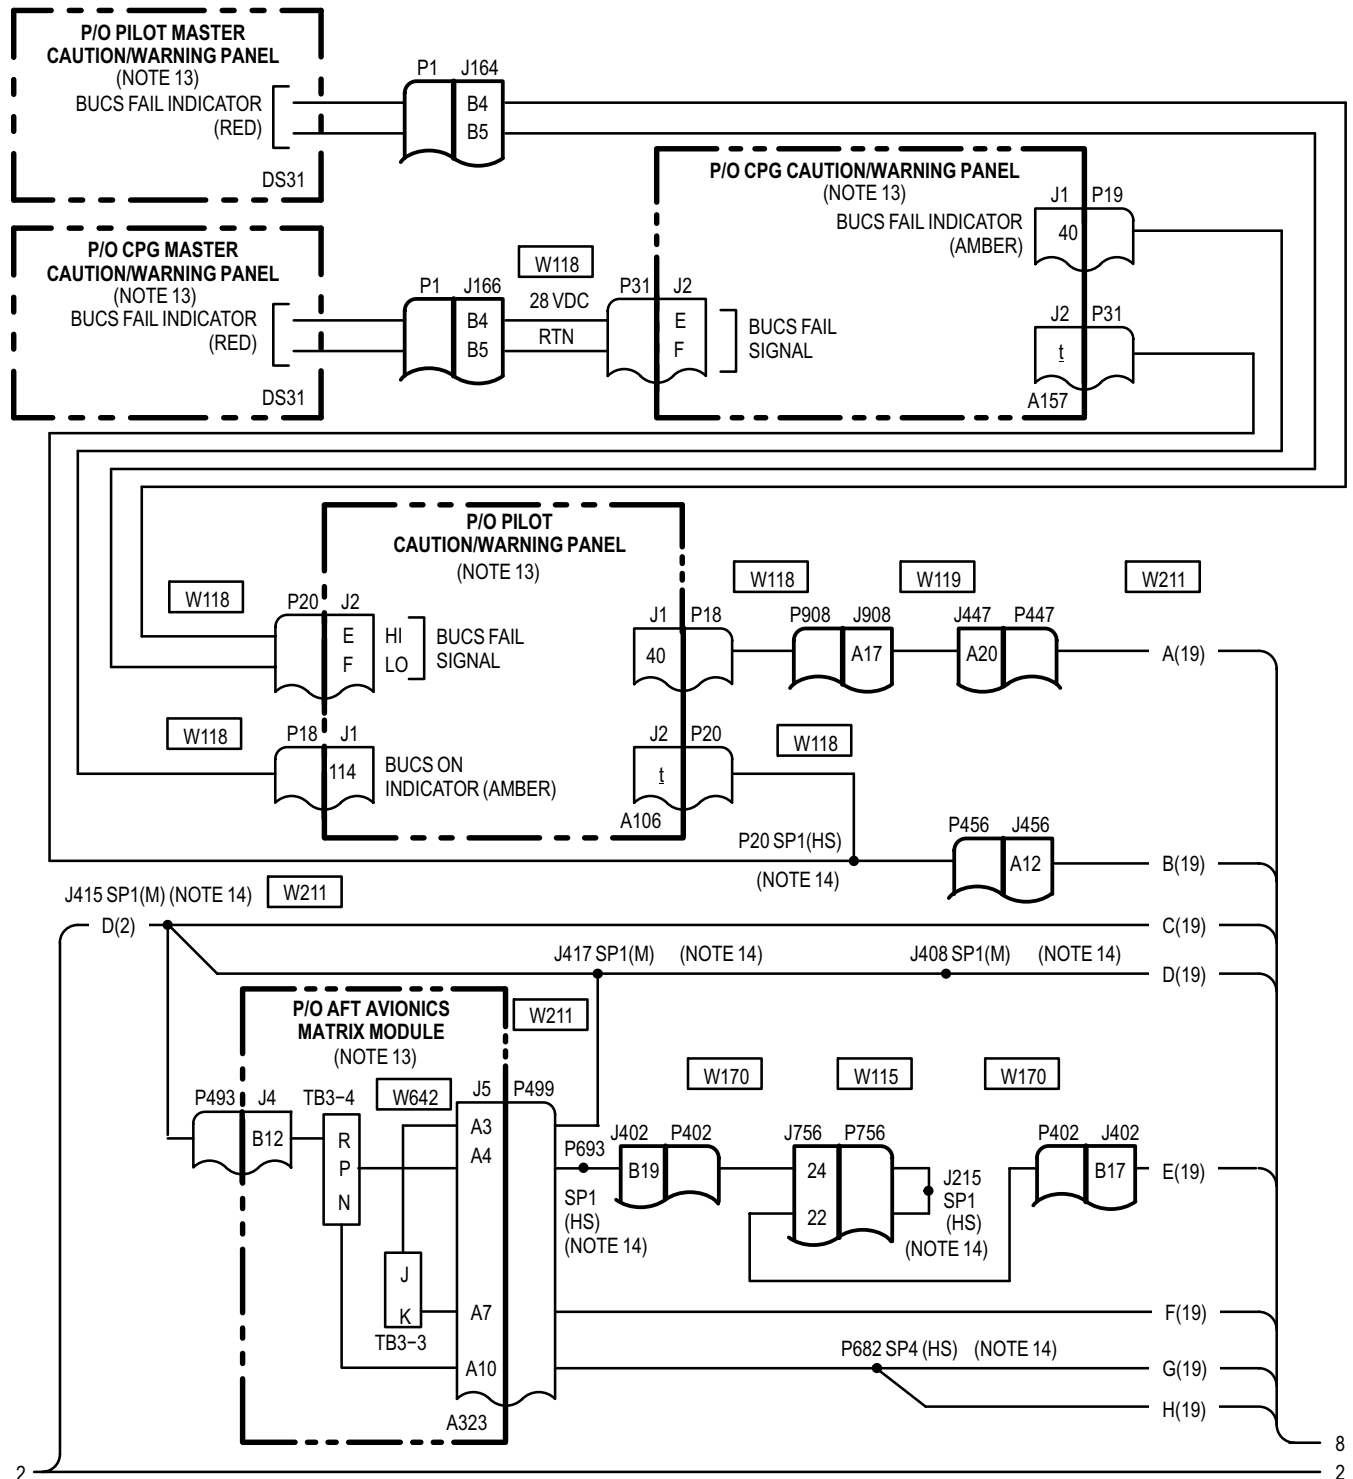 P/O PILOT MASTER
CAUTION/WARNING PANEL
(NOTE 13)
BUCS FAIL INDICATOR
(RED)
DS31
P1 J164
B4
B5
P/O CPG MASTER
CAUTION/WARNING PANEL
(NOTE 13)
BUCS FAIL INDICATOR
(RED)
DS31
P1 J166
B4
B5
W118
28 VDC
RTN
P31 J2
E
F
BUCS FAIL
SIGNAL
P/O CPG CAUTION/WARNING PANEL
(NOTE 13)
BUCS FAIL INDICATOR
(AMBER)
J1 P19
40
J2 P31
t
A157
P/O PILOT
CAUTION/WARNING PANEL
(NOTE 13)
W118
P20 J2
E HI
F LO
BUCS FAIL
SIGNAL
W118
P18 J1
114
BUCS ON
INDICATOR (AMBER)
J1 P18
40
J2 P20
t
A106
W118
W118
W119
W211
P908 J908
A17
J447 P447
A20
A(19)
P20 SP1(HS)
(NOTE 14)
P456 J456
A12
B(19)
J415 SP1(M) (NOTE 14)
W211
D(2)
C(19)
J417 SP1(M) (NOTE 14)
J408 SP1(M) (NOTE 14)
D(19)
P/O AFT AVIONICS
MATRIX MODULE
(NOTE 13)
W211
P493 J4
B12
TB3−4
R
P
N
W642
J
K
TB3−3
J5 P499
A3
A4
A7
A10
A323
P693
SP1
(HS)
(NOTE 14)
W170
W115
W170
J402 P402
B19
J756 P756
24
22
J215
SP1
(HS)
(NOTE 14)
P402 J402
B17
E(19)
F(19)
P682 SP4 (HS) (NOTE 14)
G(19)
H(19)
8
2
2